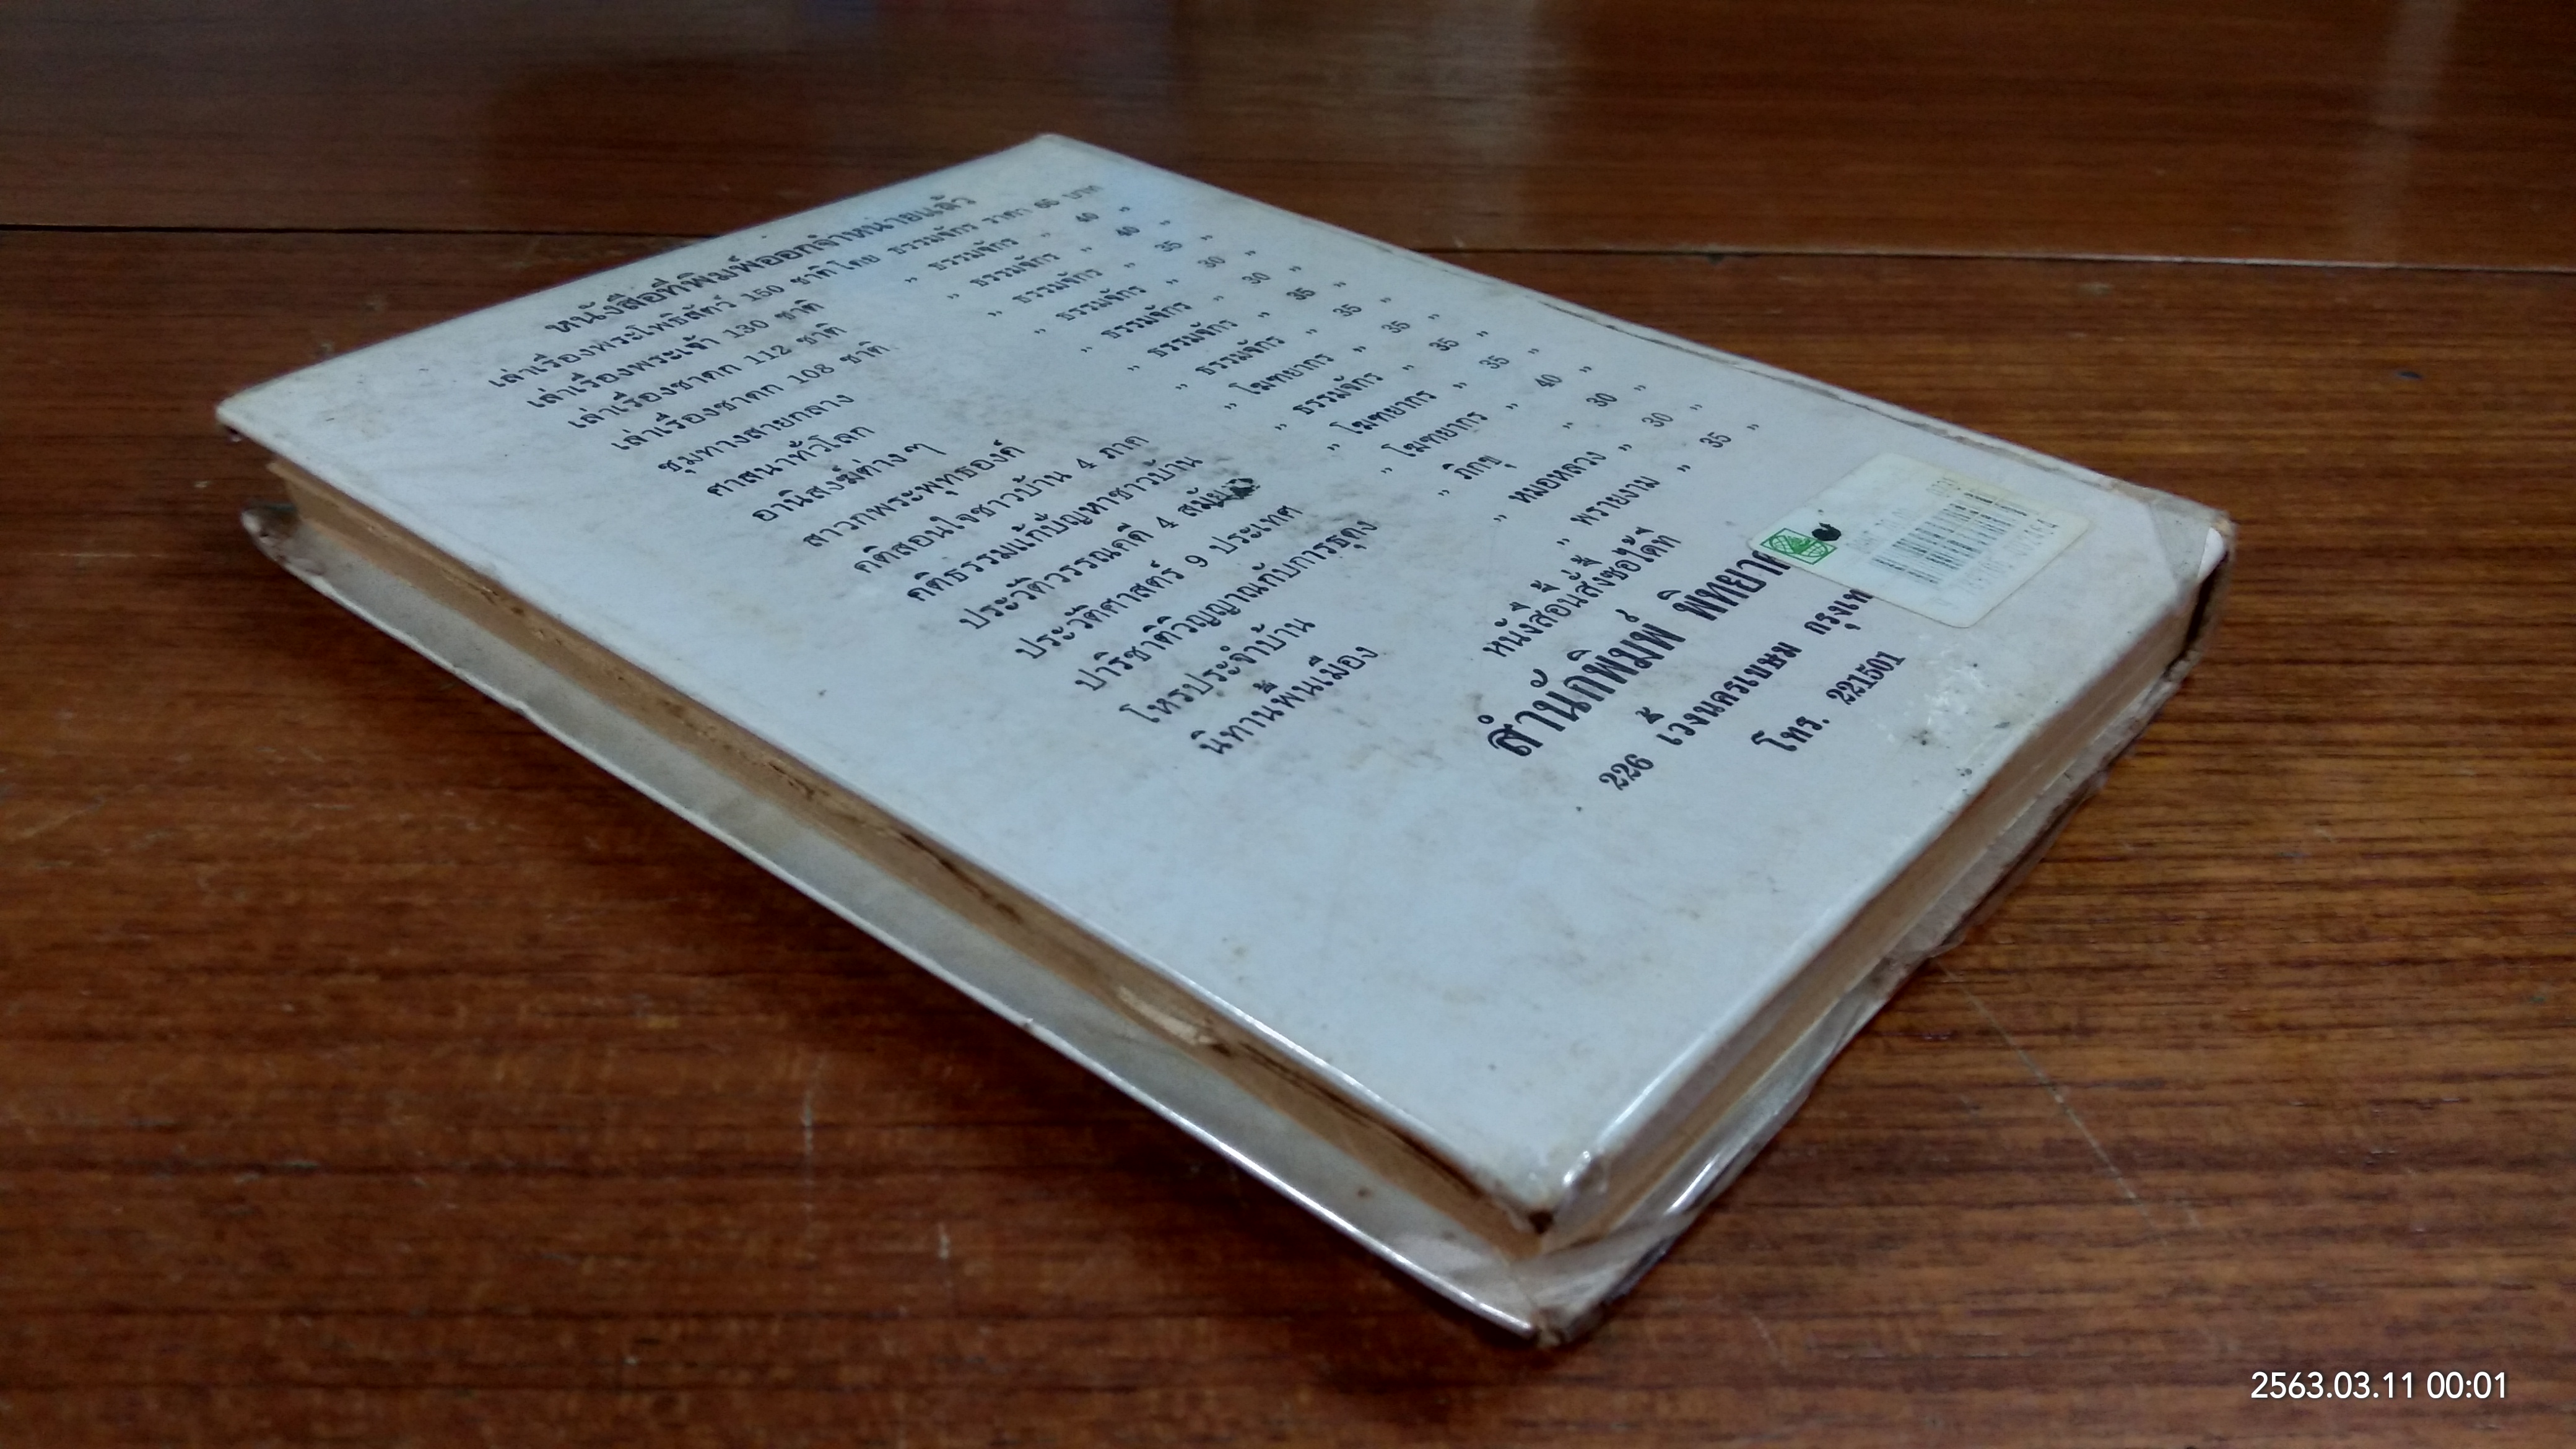 หนังสือที่พิมพ์ออกจำหน่ายแล้ว
เล่าเรื่องพระโพธิสัตว์ 150 ชาติ โดย ธรรมจักร ราคา 65 บาท
เล่าเรื่องพระเจ้า 130 ชาติ " ธรรมจักร " 40 "
เล่าเรื่องชาดก 112 ชาติ " ธรรมจักร " 40 "
เล่าเรื่องชาดก 108 ชาติ " ธรรมจักร " 35 "
ชุมทางสายกลาง " ธรรมจักร " 30 "
ศาสนาทั่วโลก " ธรรมจักร " 30 "
อานิสงฆ์ต่างๆ " ธรรมจักร " 35 "
สาวกพระพุทธองค์ " ธรรมจักร " 35 "
คติสอนใจชาวบ้าน 4 ภาค " โฆฑยากร " 35 "
คติธรรมแก้ปัญหาชาวบ้าน " ธรรมจักร " 35 "
ประวัติวรรณคดี 4 สมัย " โฆฑยากร " 35 "
ประวัติศาสตร์ 9 ประเทศ " โฆฑยากร " 40 "
ปาริชาติวิญญาณกับการธุดง " ภิกขุ " 30 "
โหรประจำบ้าน " หมอหลวง " 30 "
นิทานพื้นเมือง " พรายงาม " 35 "
หนังสือนี้สั่งซื้อได้ที่
สำนักพิมพ์ พิทยาค
226 เวิ้งนครเขษม กรุงเท
โทร. 221501
2563.03.11 00:01